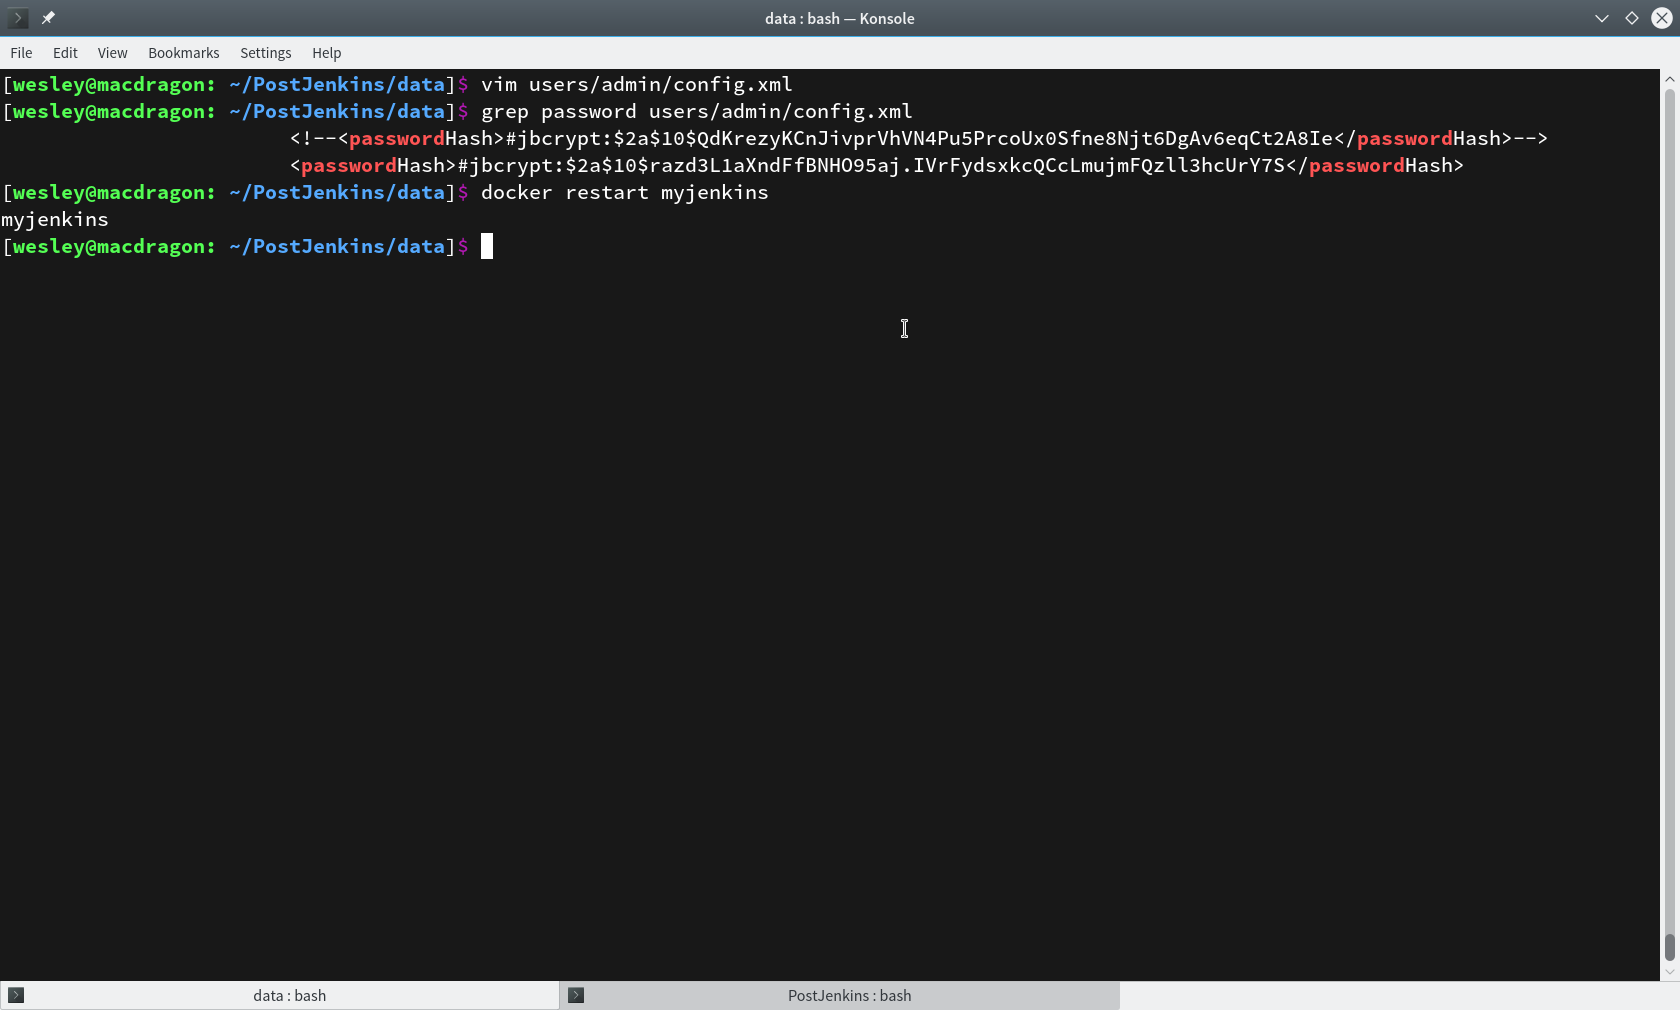 data : bash — Konsole
File Edit View Bookmarks Settings Help
[wesley@macdragon: ~/PostJenkins/data]$ vim users/admin/config.xml
[wesley@macdragon: ~/PostJenkins/data]$ grep password users/admin/config.xml
<!--<passwordHash>#jbcrypt:$2a$10$QdKrezyKCnJivprVhVN4Pu5PrcoUx0Sfne8Njt6DgAv6eqCt2A8Ie</passwordHash>-->
<passwordHash>#jbcrypt:$2a$10$razd3L1aXndFfBNHO95aj.IVrFydsxkcQCcLmujmFQzll3hcUrY7S</passwordHash>
[wesley@macdragon: ~/PostJenkins/data]$ docker restart myjenkins
myjenkins
[wesley@macdragon: ~/PostJenkins/data]$
data : bash
PostJenkins : bash